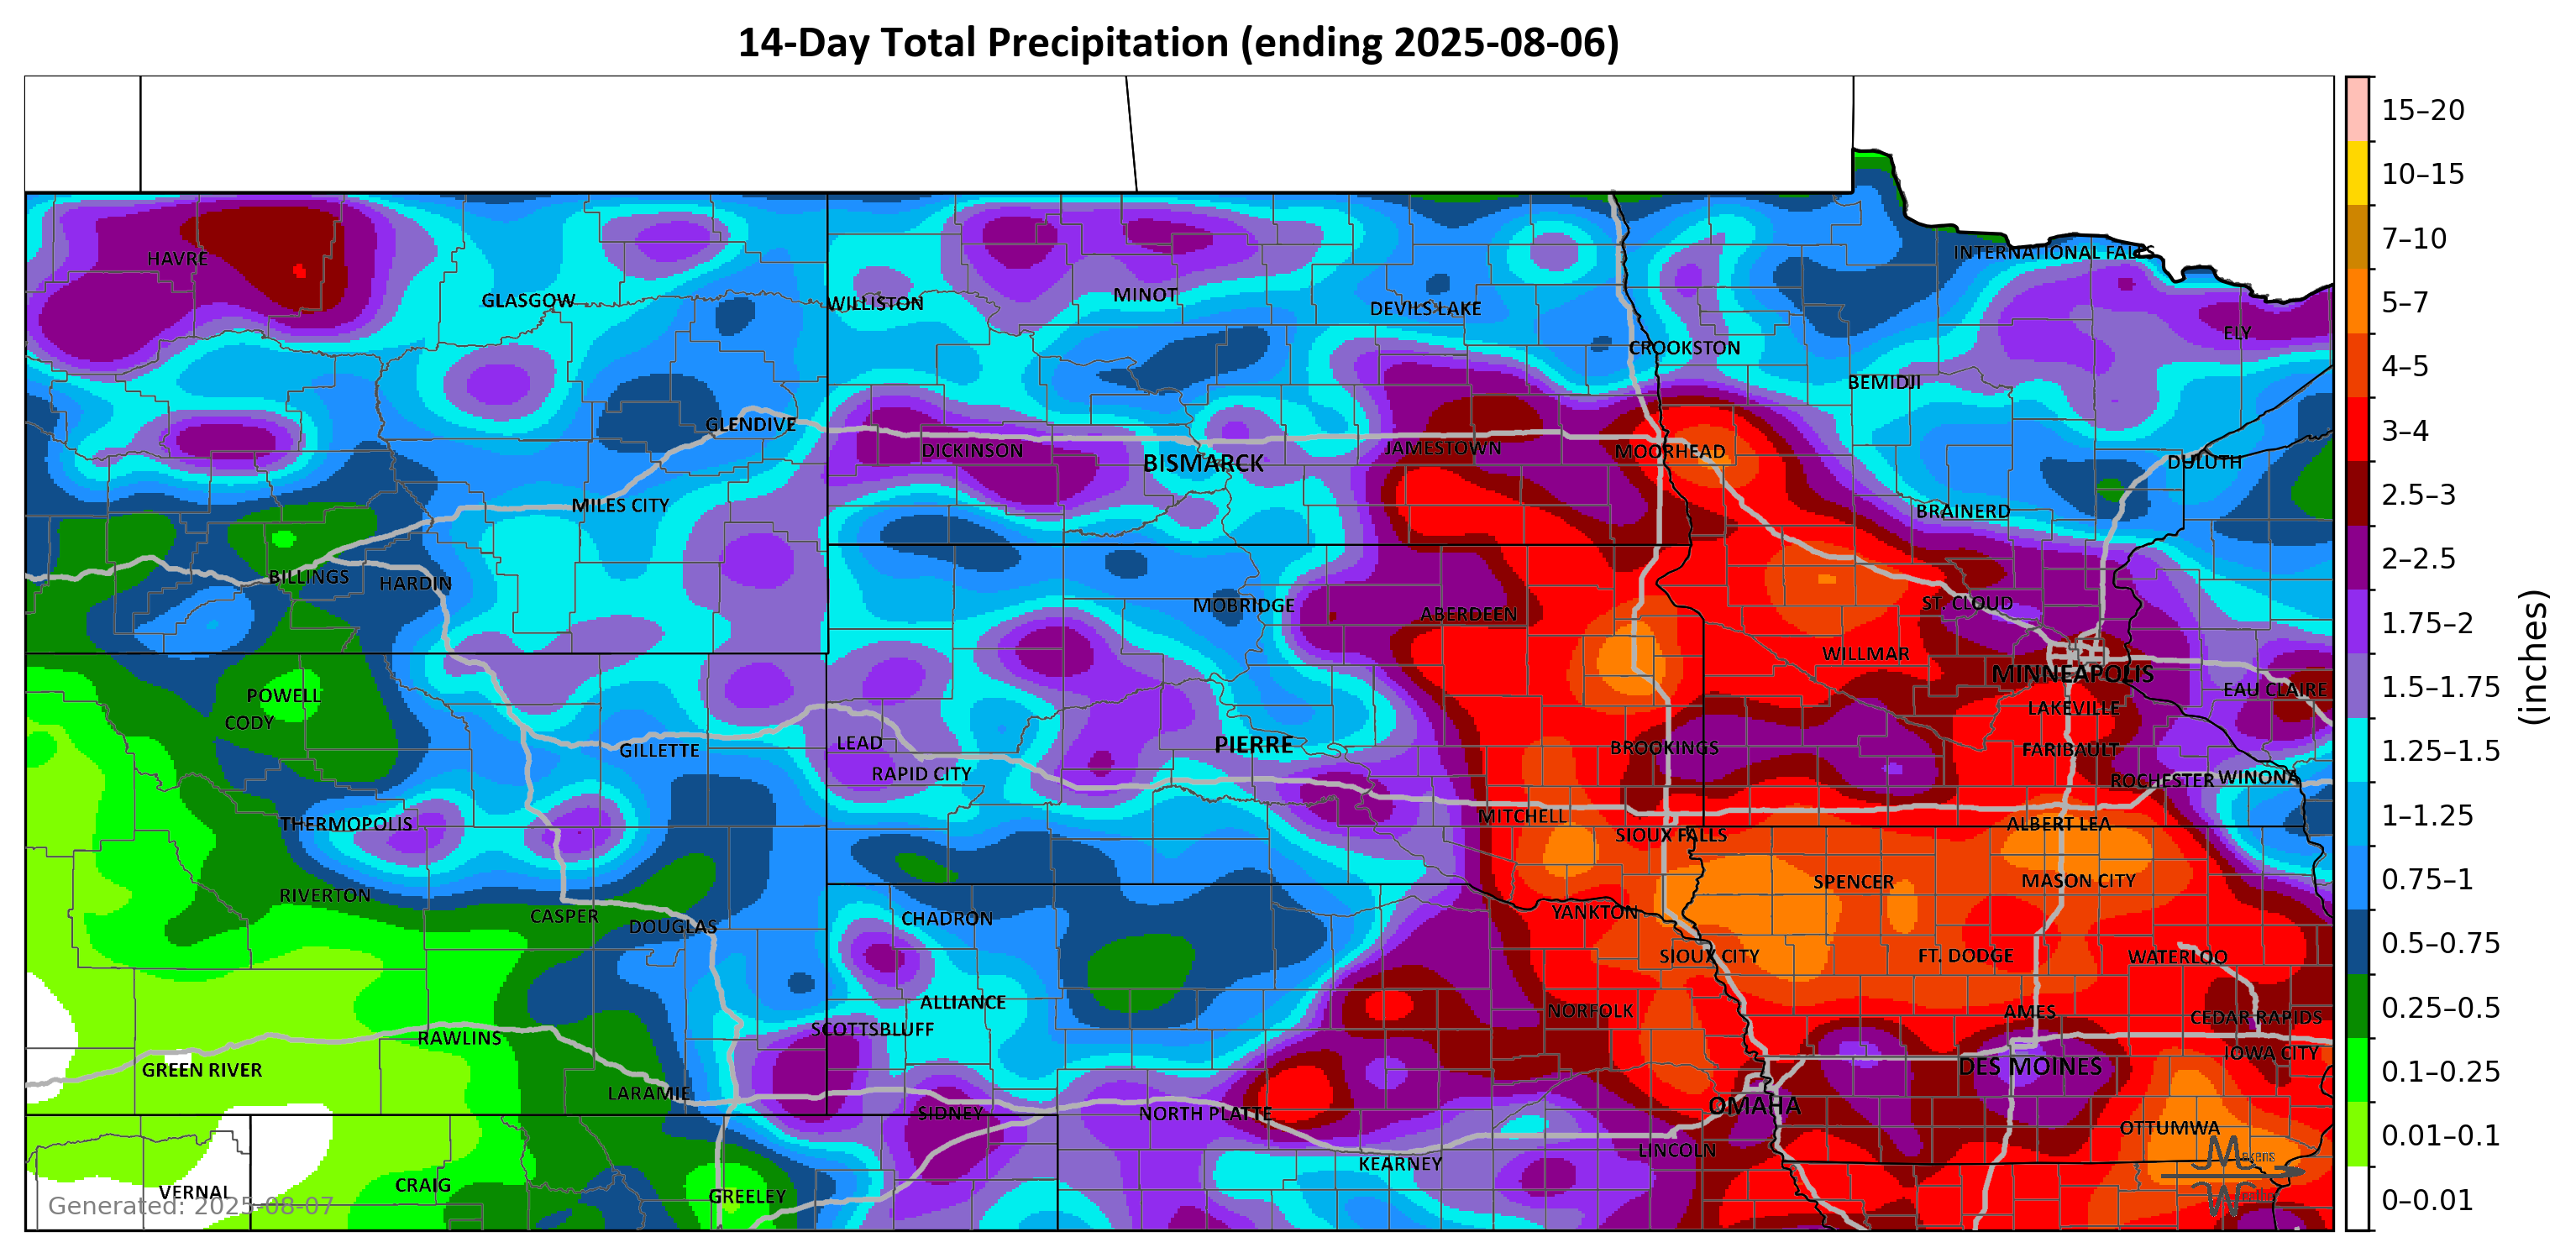 14-Day Total Precipitation (ending 2025-08-06)
15–20
10–15
7–10
5–7
4–5
3–4
2.5–3
2–2.5
1.75–2
1.5–1.75
1.25–1.5
1–1.25
0.75–1
0.5–0.75
0.25–0.5
0.1–0.25
0.01–0.1
0–0.01
(inches)
INTERNATIONAL FALLS
HAVRE
GLASGOW
WILLISTON
MINOT
DEVILS LAKE
ELY
CROOKSTON
BEMIDJI
GLENDIVE
DICKINSON
BISMARCK
JAMESTOWN
MOORHEAD
DULUTH
MILES CITY
BRAINERD
BILLINGS
HARDIN
MOBRIDGE
ABERDEEN
ST. CLOUD
WILLMAR
MINNEAPOLIS
EAU CLAIRE
POWELL
CODY
LAKEVILLE
GILLETTE
LEAD
PIERRE
BROOKINGS
FARIBAULT
RAPID CITY
ROCHESTER
WINONA
THERMOPOLIS
MITCHELL
SIOUX FALLS
ALBERT LEA
RIVERTON
SPENCER
MASON CITY
CASPER
DOUGLAS
CHADRON
YANKTON
SIOUX CITY
FT. DODGE
WATERLOO
ALLIANCE
NORFOLK
AMES
CEDAR RAPIDS
SCOTTSBLUFF
RAWLINS
GREEN RIVER
DES MOINES
IOWA CITY
LARAMIE
SIDNEY
NORTH PLATTE
OMAHA
OTTUMWA
LINCOLN
KEARNEY
VERNAL
CRAIG
GREELEY
Generated: 2025-08-07
Makens